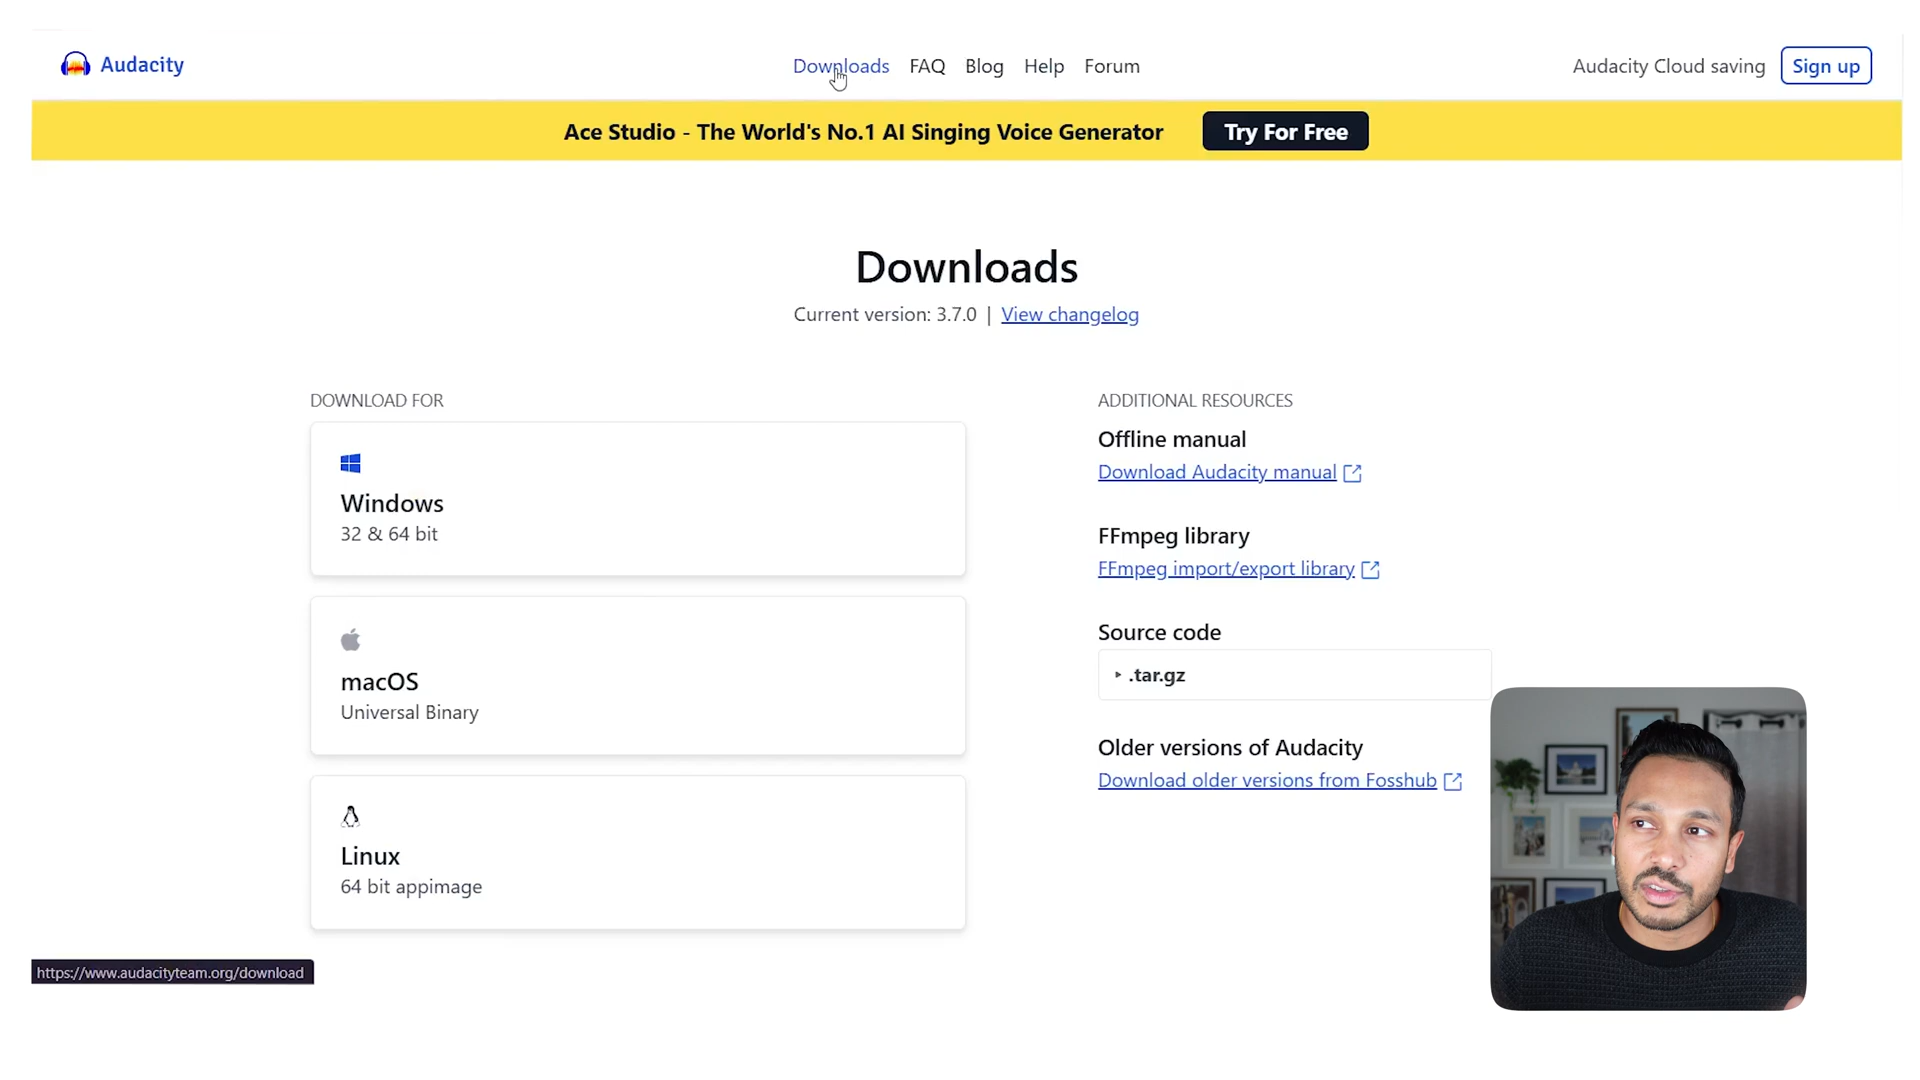 Audacity
Downloads FAQ Blog Help Forum
Audacity Cloud saving Sign up
Ace Studio - The World's No.1 AI Singing Voice Generator Try For Free
Downloads
Current version: 3.7.0 | View changelog
DOWNLOAD FOR
Windows
32 & 64 bit
macOS
Universal Binary
Linux
64 bit appimage
ADDITIONAL RESOURCES
Offline manual
Download Audacity manual
FFmpeg library
FFmpeg import/export library
Source code
.tar.gz
Older versions of Audacity
Download older versions from Fosshub
https://www.audacityteam.org/download